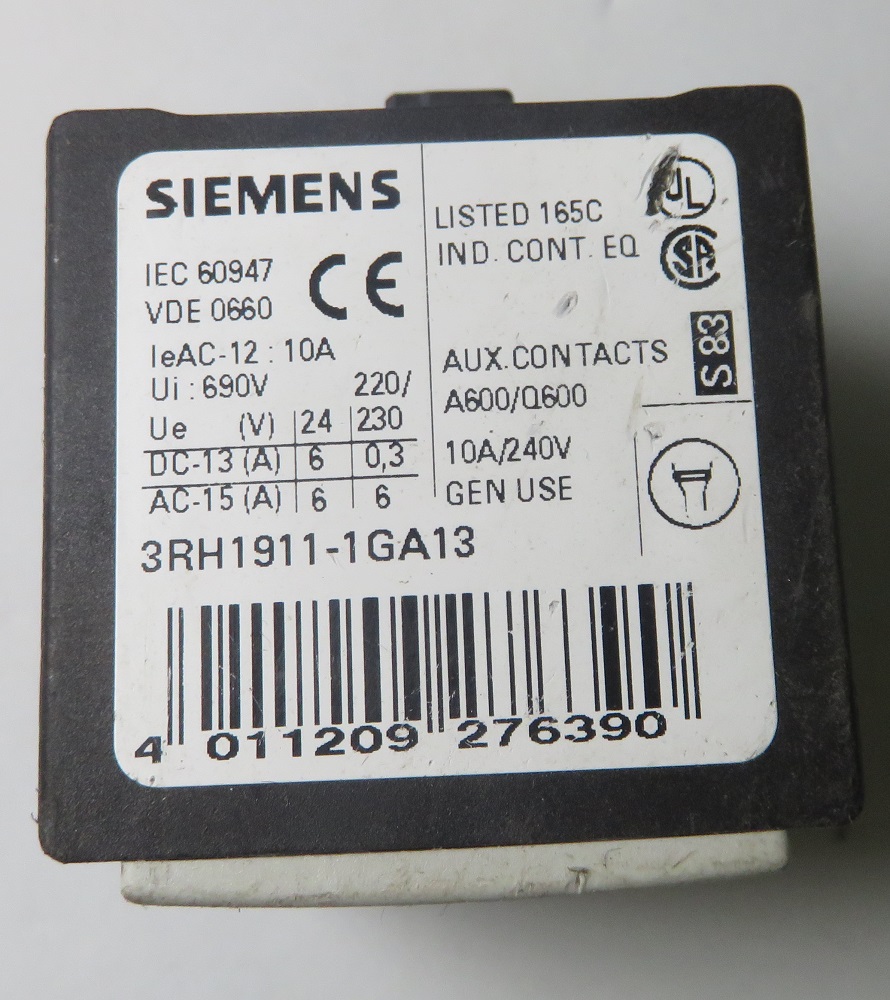 SIEMENS
IEC 60947
VDE 0660
CE
IeAC-12 : 10A
Ui : 690V 220/
Ue (V) 24 230
DC-13 (A) 6 0,3
AC-15 (A) 6 6
LISTED 165C
IND. CONT. EQ
UL
SA
S 83
AUX.CONTACTS
A600/Q600
10A/240V
GEN USE
3RH1911-1GA13
4 011209 276390